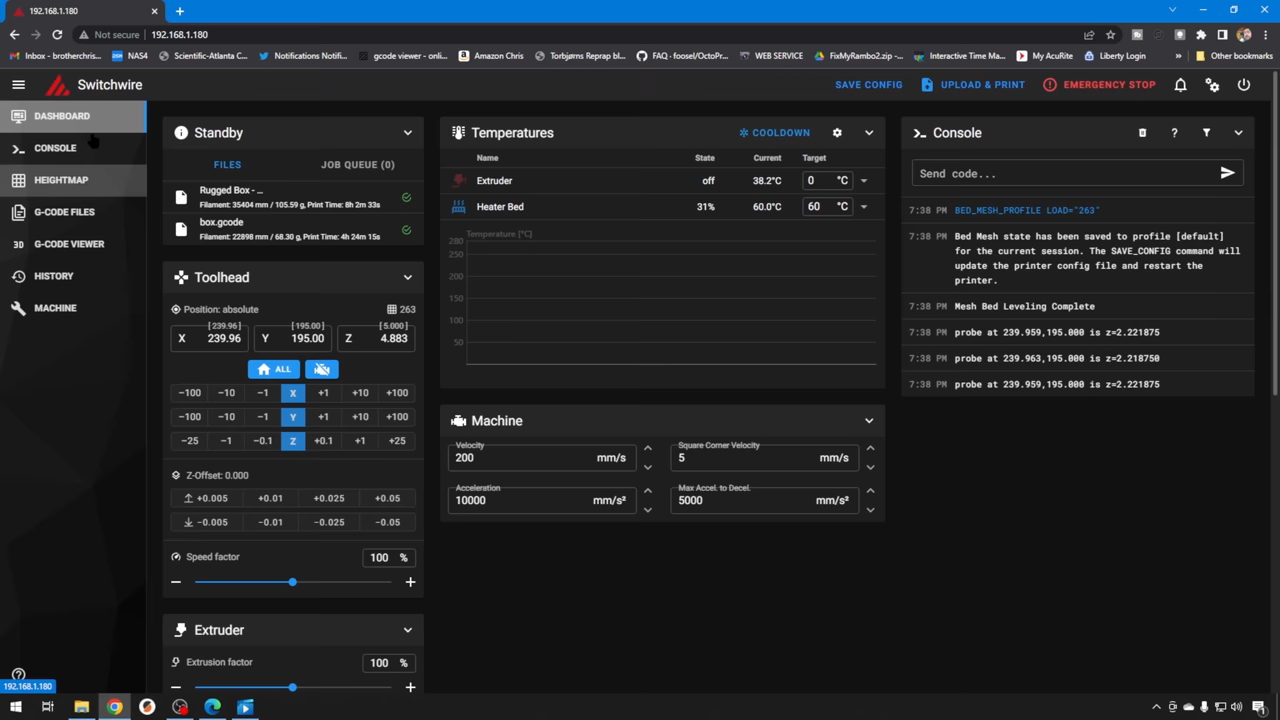 192.168.1.180
Not secure
192.168.1.180
Inbox - brotherchris...
NAS4
Scientific-Atlanta C...
Notifications Notifi...
gcode viewer - onli...
Amazon Chris
Torbjørns Reprap bl...
FAQ · foosel/OctoPr...
WEB SERVICE
FixMyRambo2.zip -...
Interactive Time Ma...
My AcuRite
Liberty Login
»
Other bookmarks
Switchwire
SAVE CONFIG
UPLOAD & PRINT
EMERGENCY STOP
DASHBOARD
CONSOLE
HEIGHTMAP
G-CODE FILES
3D G-CODE VIEWER
HISTORY
MACHINE
192.168.1.180
Standby
FILES
JOB QUEUE (0)
Rugged Box - ...
Filament: 35404 mm / 105.59 g, Print Time: 8h 2m 33s
box.gcode
Filament: 22898 mm / 68.30 g, Print Time: 4h 24m 15s
Toolhead
Position: absolute
263
[239.96]
[195.00]
[5.000]
X 239.96
Y 195.00
Z 4.883
ALL
−100 −10 −1 X +1 +10 +100
−100 −10 −1 Y +1 +10 +100
−25 −1 −0.1 Z +0.1 +1 +25
Z-Offset: 0.000
+0.005 +0.01 +0.025 +0.05
−0.005 −0.01 −0.025 −0.05
Speed factor
100 %
Extruder
Extrusion factor
100 %
Temperatures
COOLDOWN
Name State Current Target
Extruder off 38.2°C 0 °C
Heater Bed 31% 60.0°C 60 °C
Temperature [°C]
280
250
200
150
100
50
Machine
Velocity
200 mm/s
Square Corner Velocity
5 mm/s
Acceleration
10000 mm/s²
Max Accel. to Decel.
5000 mm/s²
Console
Send code...
7:38 PM BED_MESH_PROFILE LOAD="263"
7:38 PM Bed Mesh state has been saved to profile [default]
for the current session. The SAVE_CONFIG command will
update the printer config file and restart the
printer.
7:38 PM Mesh Bed Leveling Complete
7:38 PM probe at 239.959,195.000 is z=2.221875
7:38 PM probe at 239.963,195.000 is z=2.218750
7:38 PM probe at 239.959,195.000 is z=2.221875